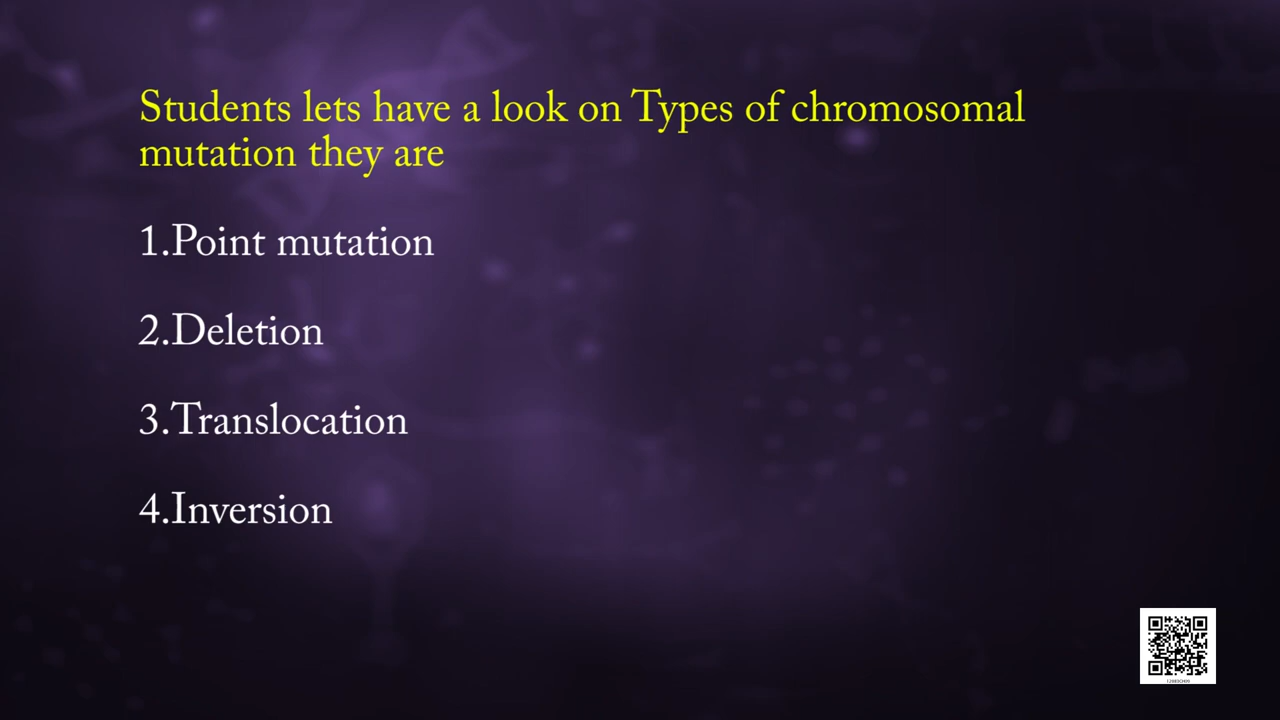 Students lets have a look on Types of chromosomal
mutation they are
1.Point mutation
2.Deletion
3.Translocation
4.Inversion